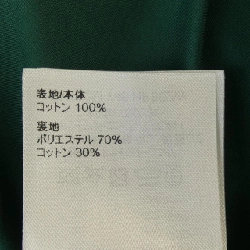 表地/本体
コットン 100%
裏地
ポリエステル 70%
コットン 30%